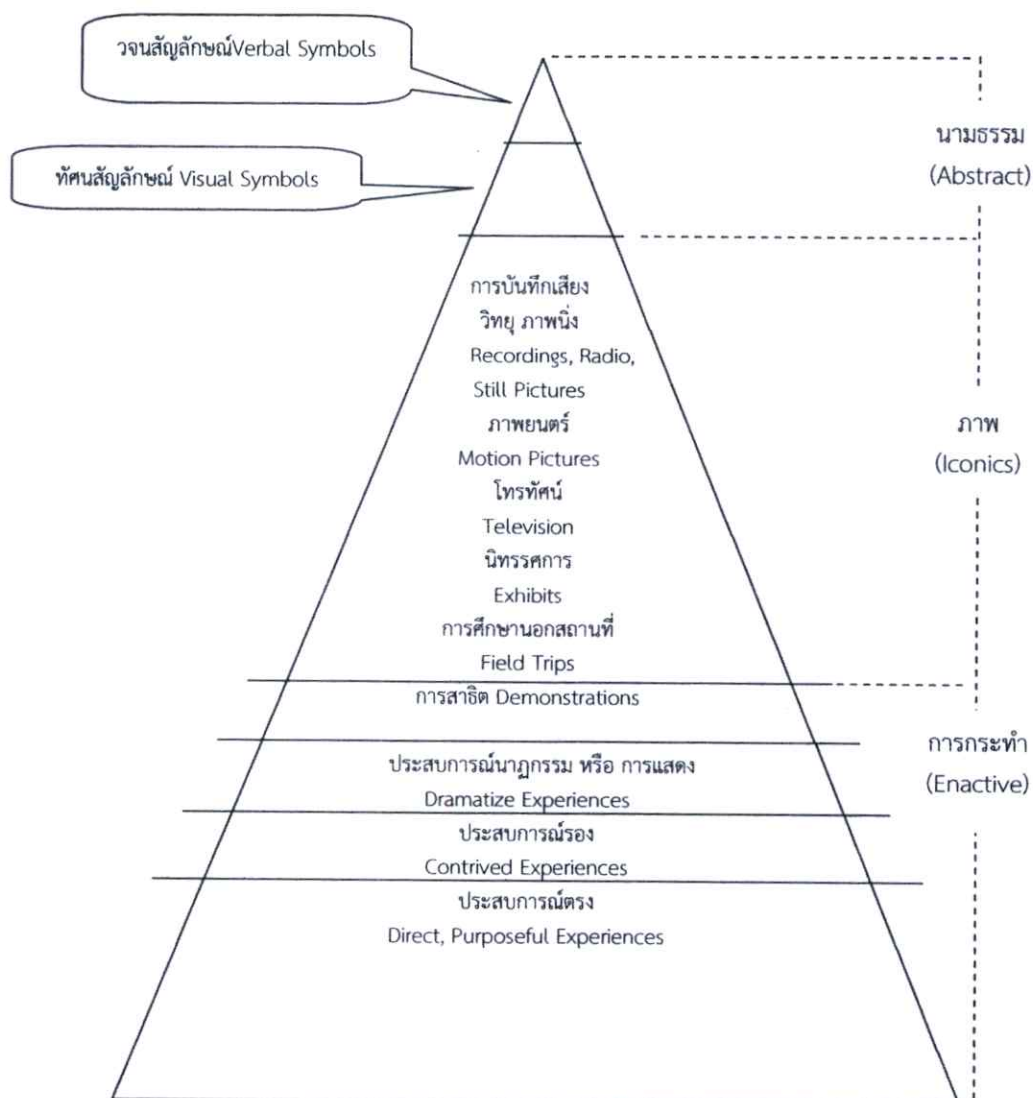 วจนสัญลักษณ์Verbal Symbols
ทัศนสัญลักษณ์ Visual Symbols
นามธรรม
(Abstract)
การบันทึกเสียง
วิทยุ ภาพนิ่ง
Recordings, Radio,
Still Pictures
ภาพยนตร์
Motion Pictures
โทรทัศน์
Television
นิทรรศการ
Exhibits
การศึกษานอกสถานที่
Field Trips
ภาพ
(Iconics)
การสาธิต Demonstrations
ประสบการณ์นาฏกรรม หรือ การแสดง
Dramatize Experiences
ประสบการณ์รอง
Contrived Experiences
ประสบการณ์ตรง
Direct, Purposeful Experiences
การกระทำ
(Enactive)